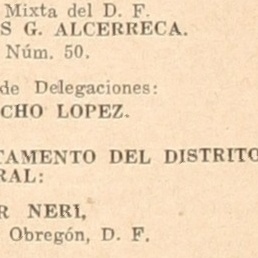 Mixta del D. F.
S G. ALCERRECA.
Núm. 50.
de Delegaciones:
CHO LOPEZ.
TAMENTO DEL DISTRITO
RAL:
R NERI,
Obregón, D. F.